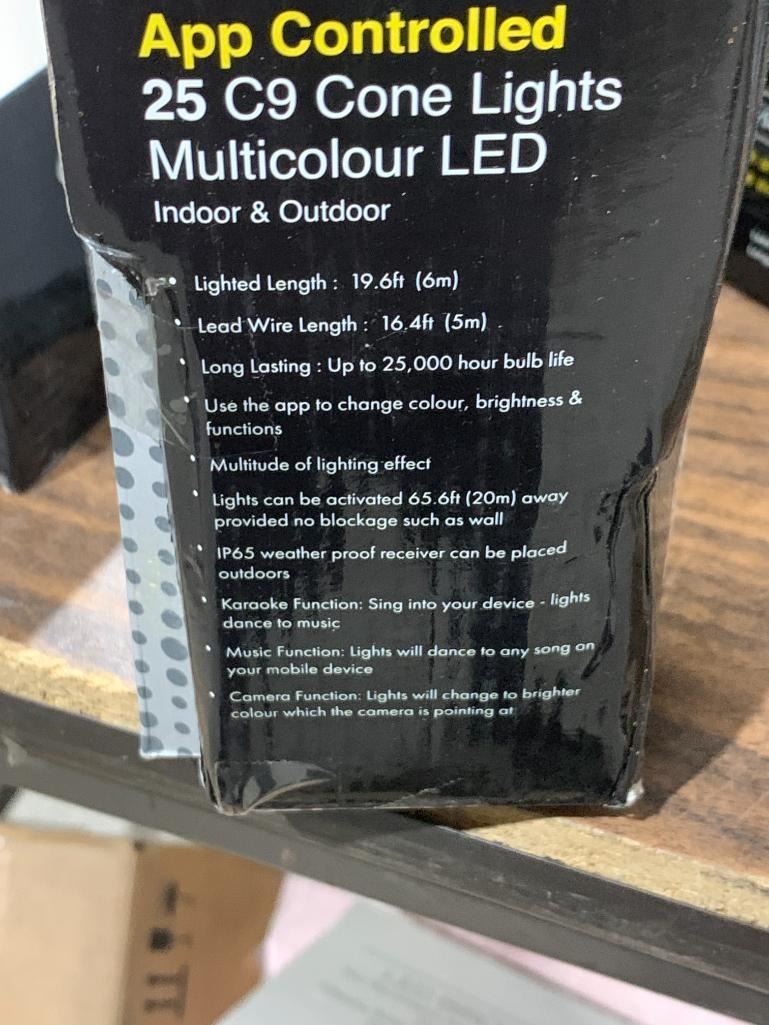 App Controlled
25 C9 Cone Lights
Multicolour LED
Indoor & Outdoor
• Lighted Length : 19.6ft (6m)
• Lead Wire Length : 16.4ft (5m)
• Long Lasting : Up to 25,000 hour bulb life
• Use the app to change colour, brightness &
functions
• Multitude of lighting effect
• Lights can be activated 65.6ft (20m) away
provided no blockage such as wall
• IP65 weather proof receiver can be placed
outdoors
• Karaoke Function: Sing into your device - lights
dance to music
• Music Function: Lights will dance to any song on
your mobile device
• Camera Function: Lights will change to brighter
colour which the camera is pointing at